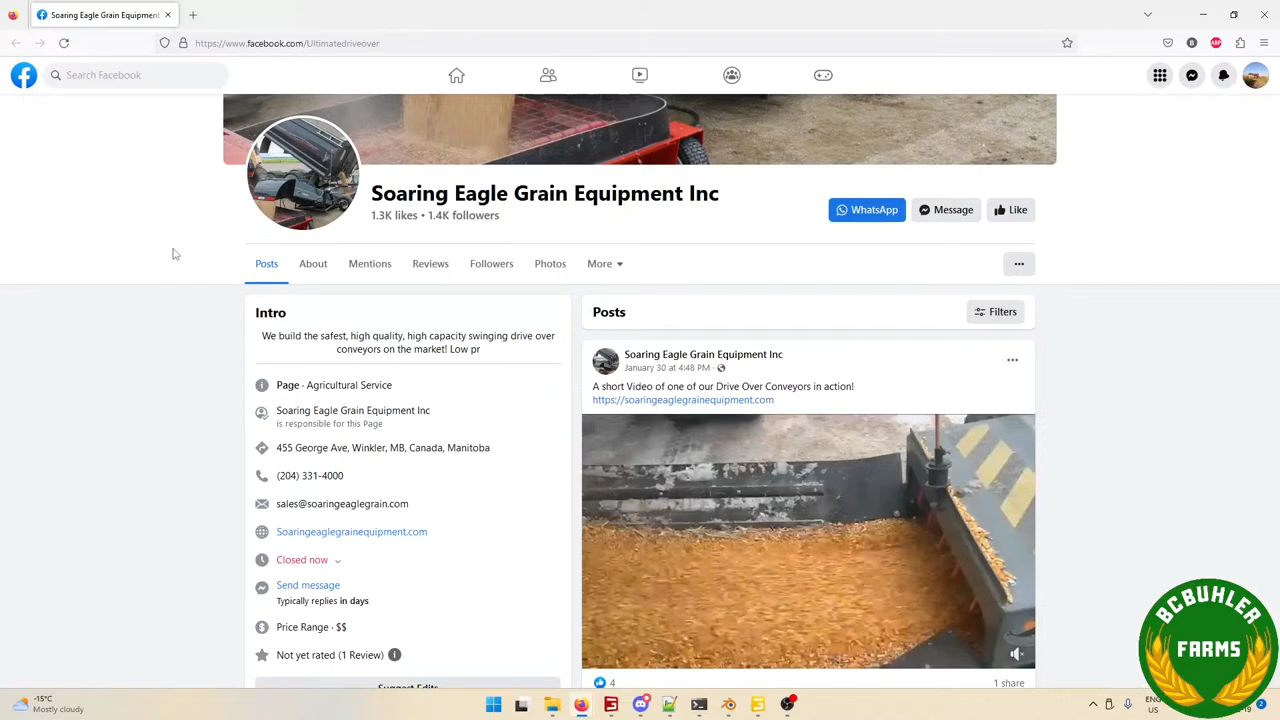 Soaring Eagle Grain Equipment
https://www.facebook.com/Ultimatedriveover
Search Facebook
Soaring Eagle Grain Equipment Inc
1.3K likes • 1.4K followers
WhatsApp
Message
Like
Posts
About
Mentions
Reviews
Followers
Photos
More
Intro
We build the safest, high quality, high capacity swinging drive over
conveyors on the market! Low pr
Page · Agricultural Service
Soaring Eagle Grain Equipment Inc
is responsible for this Page
455 George Ave, Winkler, MB, Canada, Manitoba
(204) 331-4000
sales@soaringeaglegrain.com
Soaringeaglegrainequipment.com
Closed now
Send message
Typically replies in days
Price Range · $$
Not yet rated (1 Review)
Suggest Edits
Posts
Filters
Soaring Eagle Grain Equipment Inc
January 30 at 4:48 PM ·
A short Video of one of our Drive Over Conveyors in action!
https://soaringeaglegrainequipment.com
4
1 share
BCBUHLER
FARMS
-15°C
Mostly cloudy
ENG
US